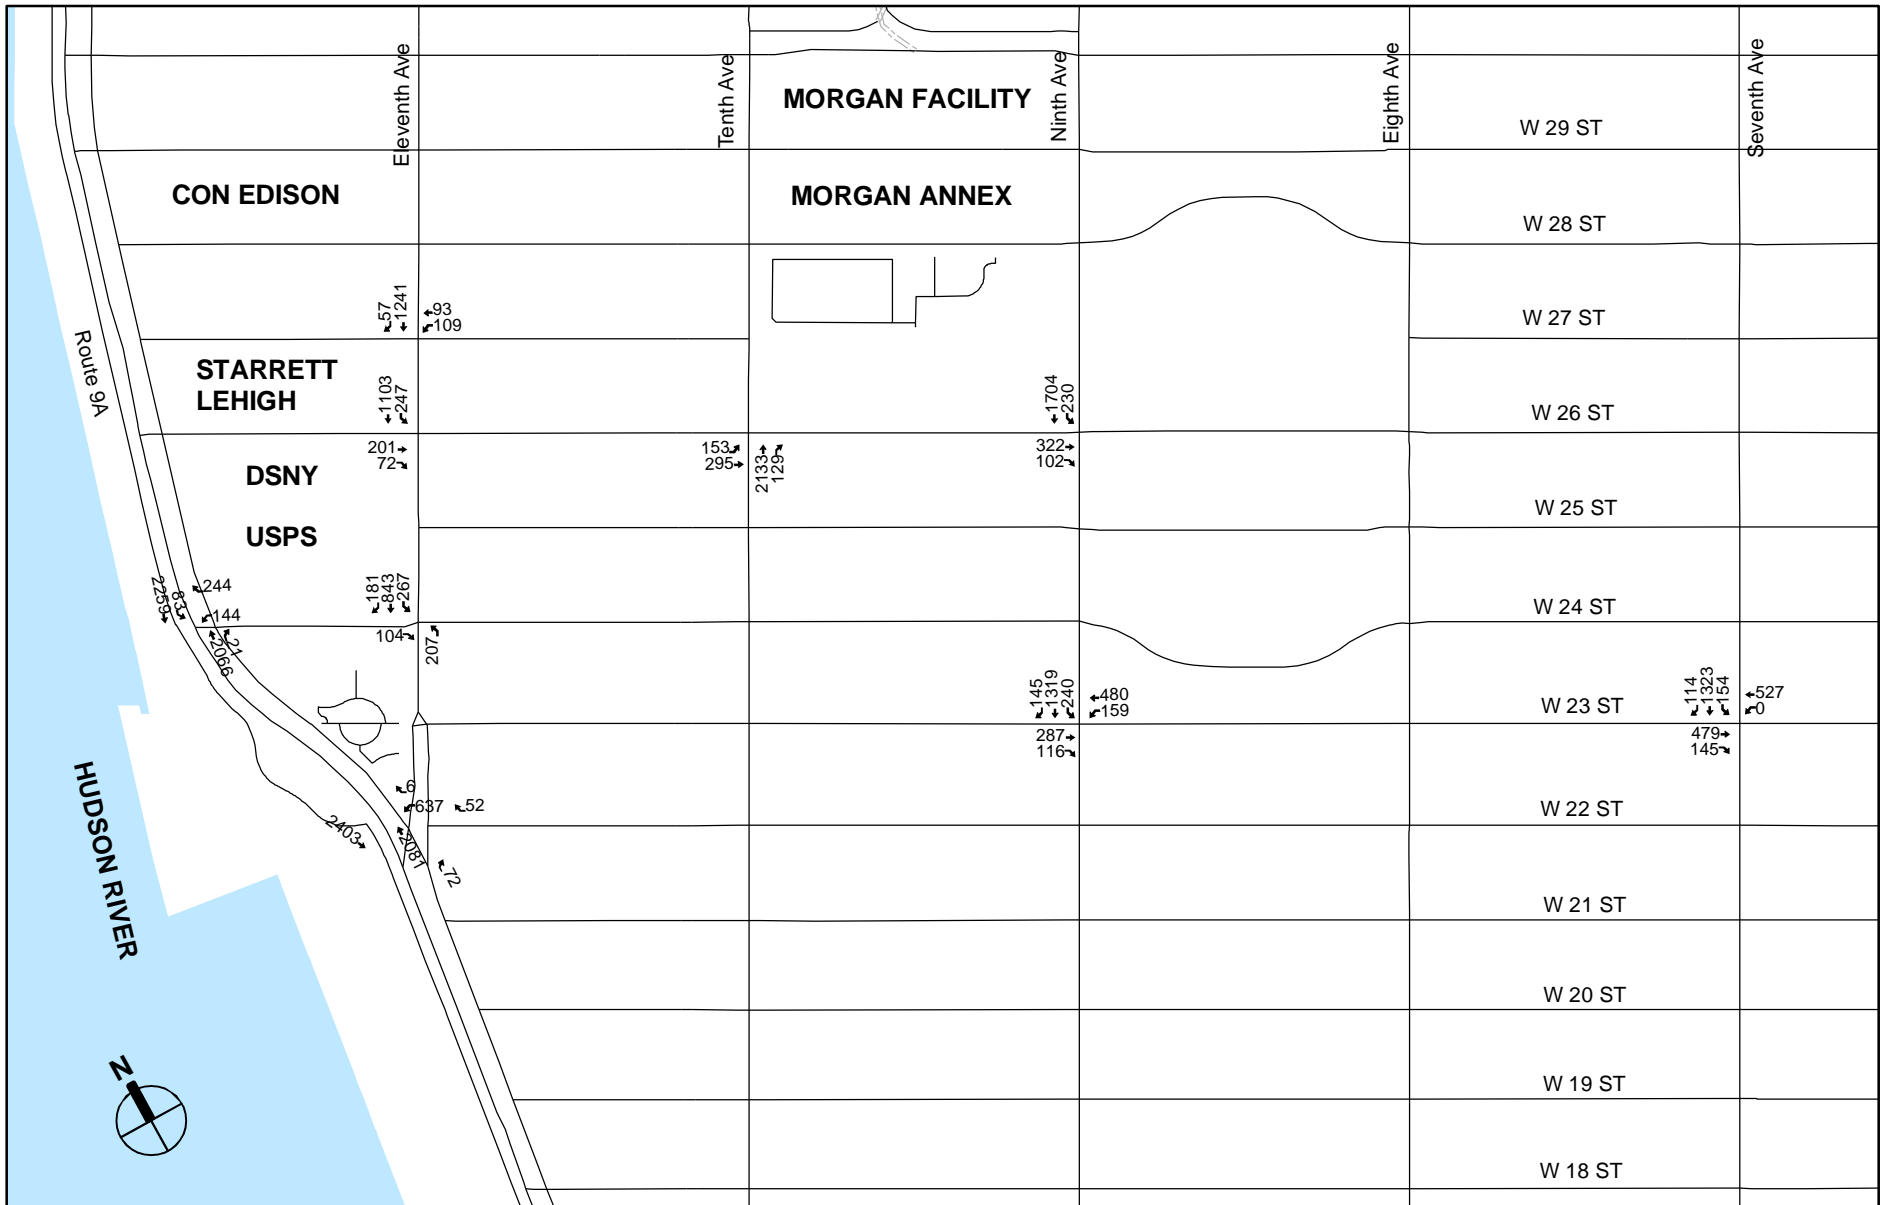 Eleventh Ave
Tenth Ave
Ninth Ave
Eighth Ave
Seventh Ave
MORGAN FACILITY
W 29 ST
CON EDISON
MORGAN ANNEX
W 28 ST
57
1241
93
109
W 27 ST
Route 9A
STARRETT
LEHIGH
1103
247
1704
230
W 26 ST
201
72
153
295
2133
129
322
102
DSNY
USPS
W 25 ST
2259
83
244
144
2066
21
181
843
267
104
207
W 24 ST
145
1319
240
480
159
287
116
W 23 ST
114
1323
154
527
0
479
145
HUDSON RIVER
6
637
52
2403
2081
72
W 22 ST
W 21 ST
W 20 ST
N
W 19 ST
W 18 ST